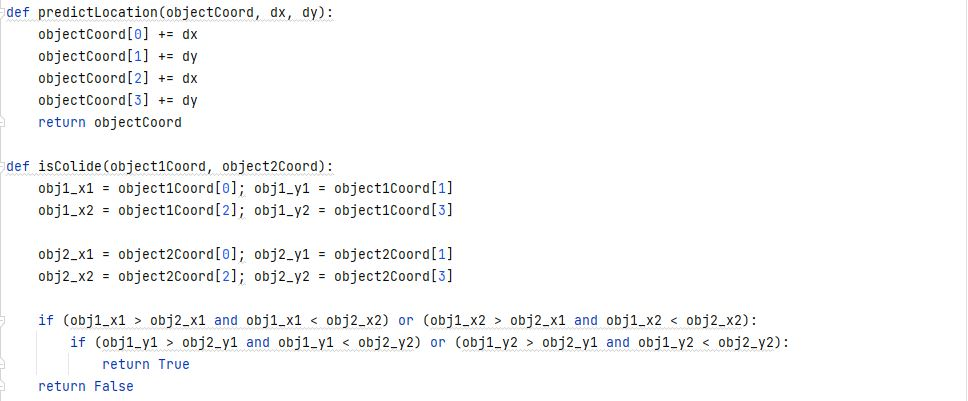 def predictLocation(objectCoord, dx, dy):
    objectCoord[0] += dx
    objectCoord[1] += dy
    objectCoord[2] += dx
    objectCoord[3] += dy
    return objectCoord

def isColide(object1Coord, object2Coord):
    obj1_x1 = object1Coord[0]; obj1_y1 = object1Coord[1]
    obj1_x2 = object1Coord[2]; obj1_y2 = object1Coord[3]

    obj2_x1 = object2Coord[0]; obj2_y1 = object2Coord[1]
    obj2_x2 = object2Coord[2]; obj2_y2 = object2Coord[3]

    if (obj1_x1 > obj2_x1 and obj1_x1 < obj2_x2) or (obj1_x2 > obj2_x1 and obj1_x2 < obj2_x2):
        if (obj1_y1 > obj2_y1 and obj1_y1 < obj2_y2) or (obj1_y2 > obj2_y1 and obj1_y2 < obj2_y2):
            return True
    return False